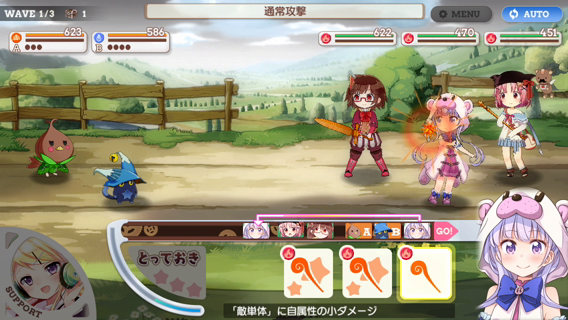 WAVE 1/3
1
通常攻撃
MENU
AUTO
623
A
586
B
622
470
451
A
B
GO!
とっておき
SUPPORT
「敵単体」に自属性の小ダメージ